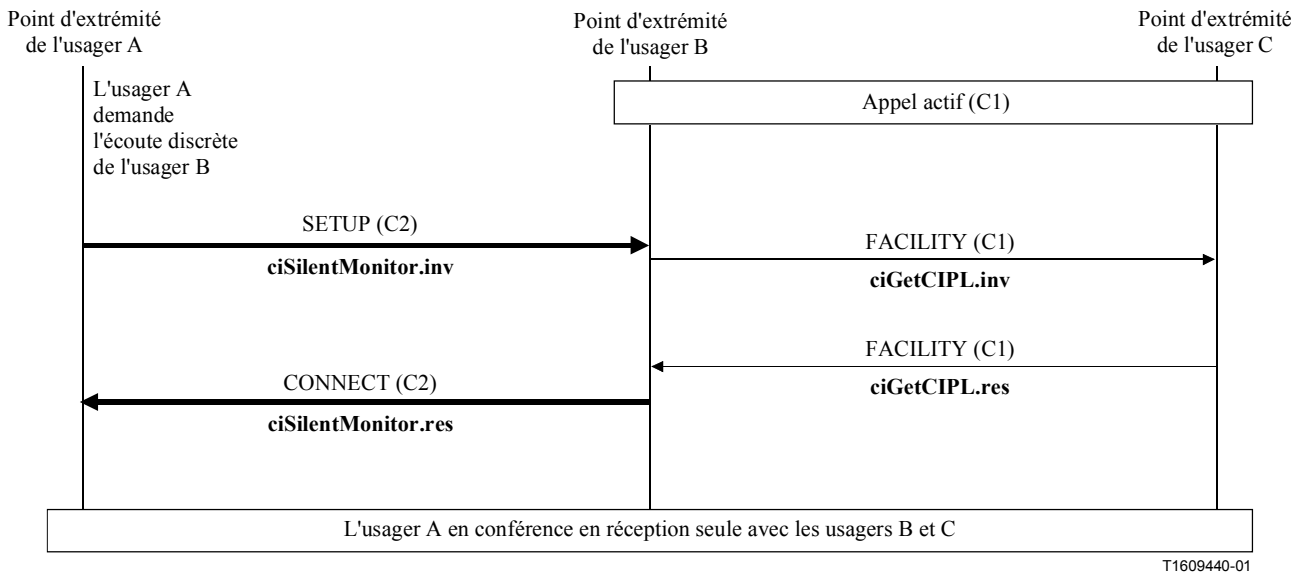 Point d'extrémité
de l'usager A
Point d'extrémité
de l'usager B
Point d'extrémité
de l'usager C
L'usager A
demande
l'écoute discrète
de l'usager B
Appel actif (C1)
SETUP (C2)
ciSilentMonitor.inv
FACILITY (C1)
ciGetCIPL.inv
FACILITY (C1)
ciGetCIPL.res
CONNECT (C2)
ciSilentMonitor.res
L'usager A en conférence en réception seule avec les usagers B et C
T1609440-01